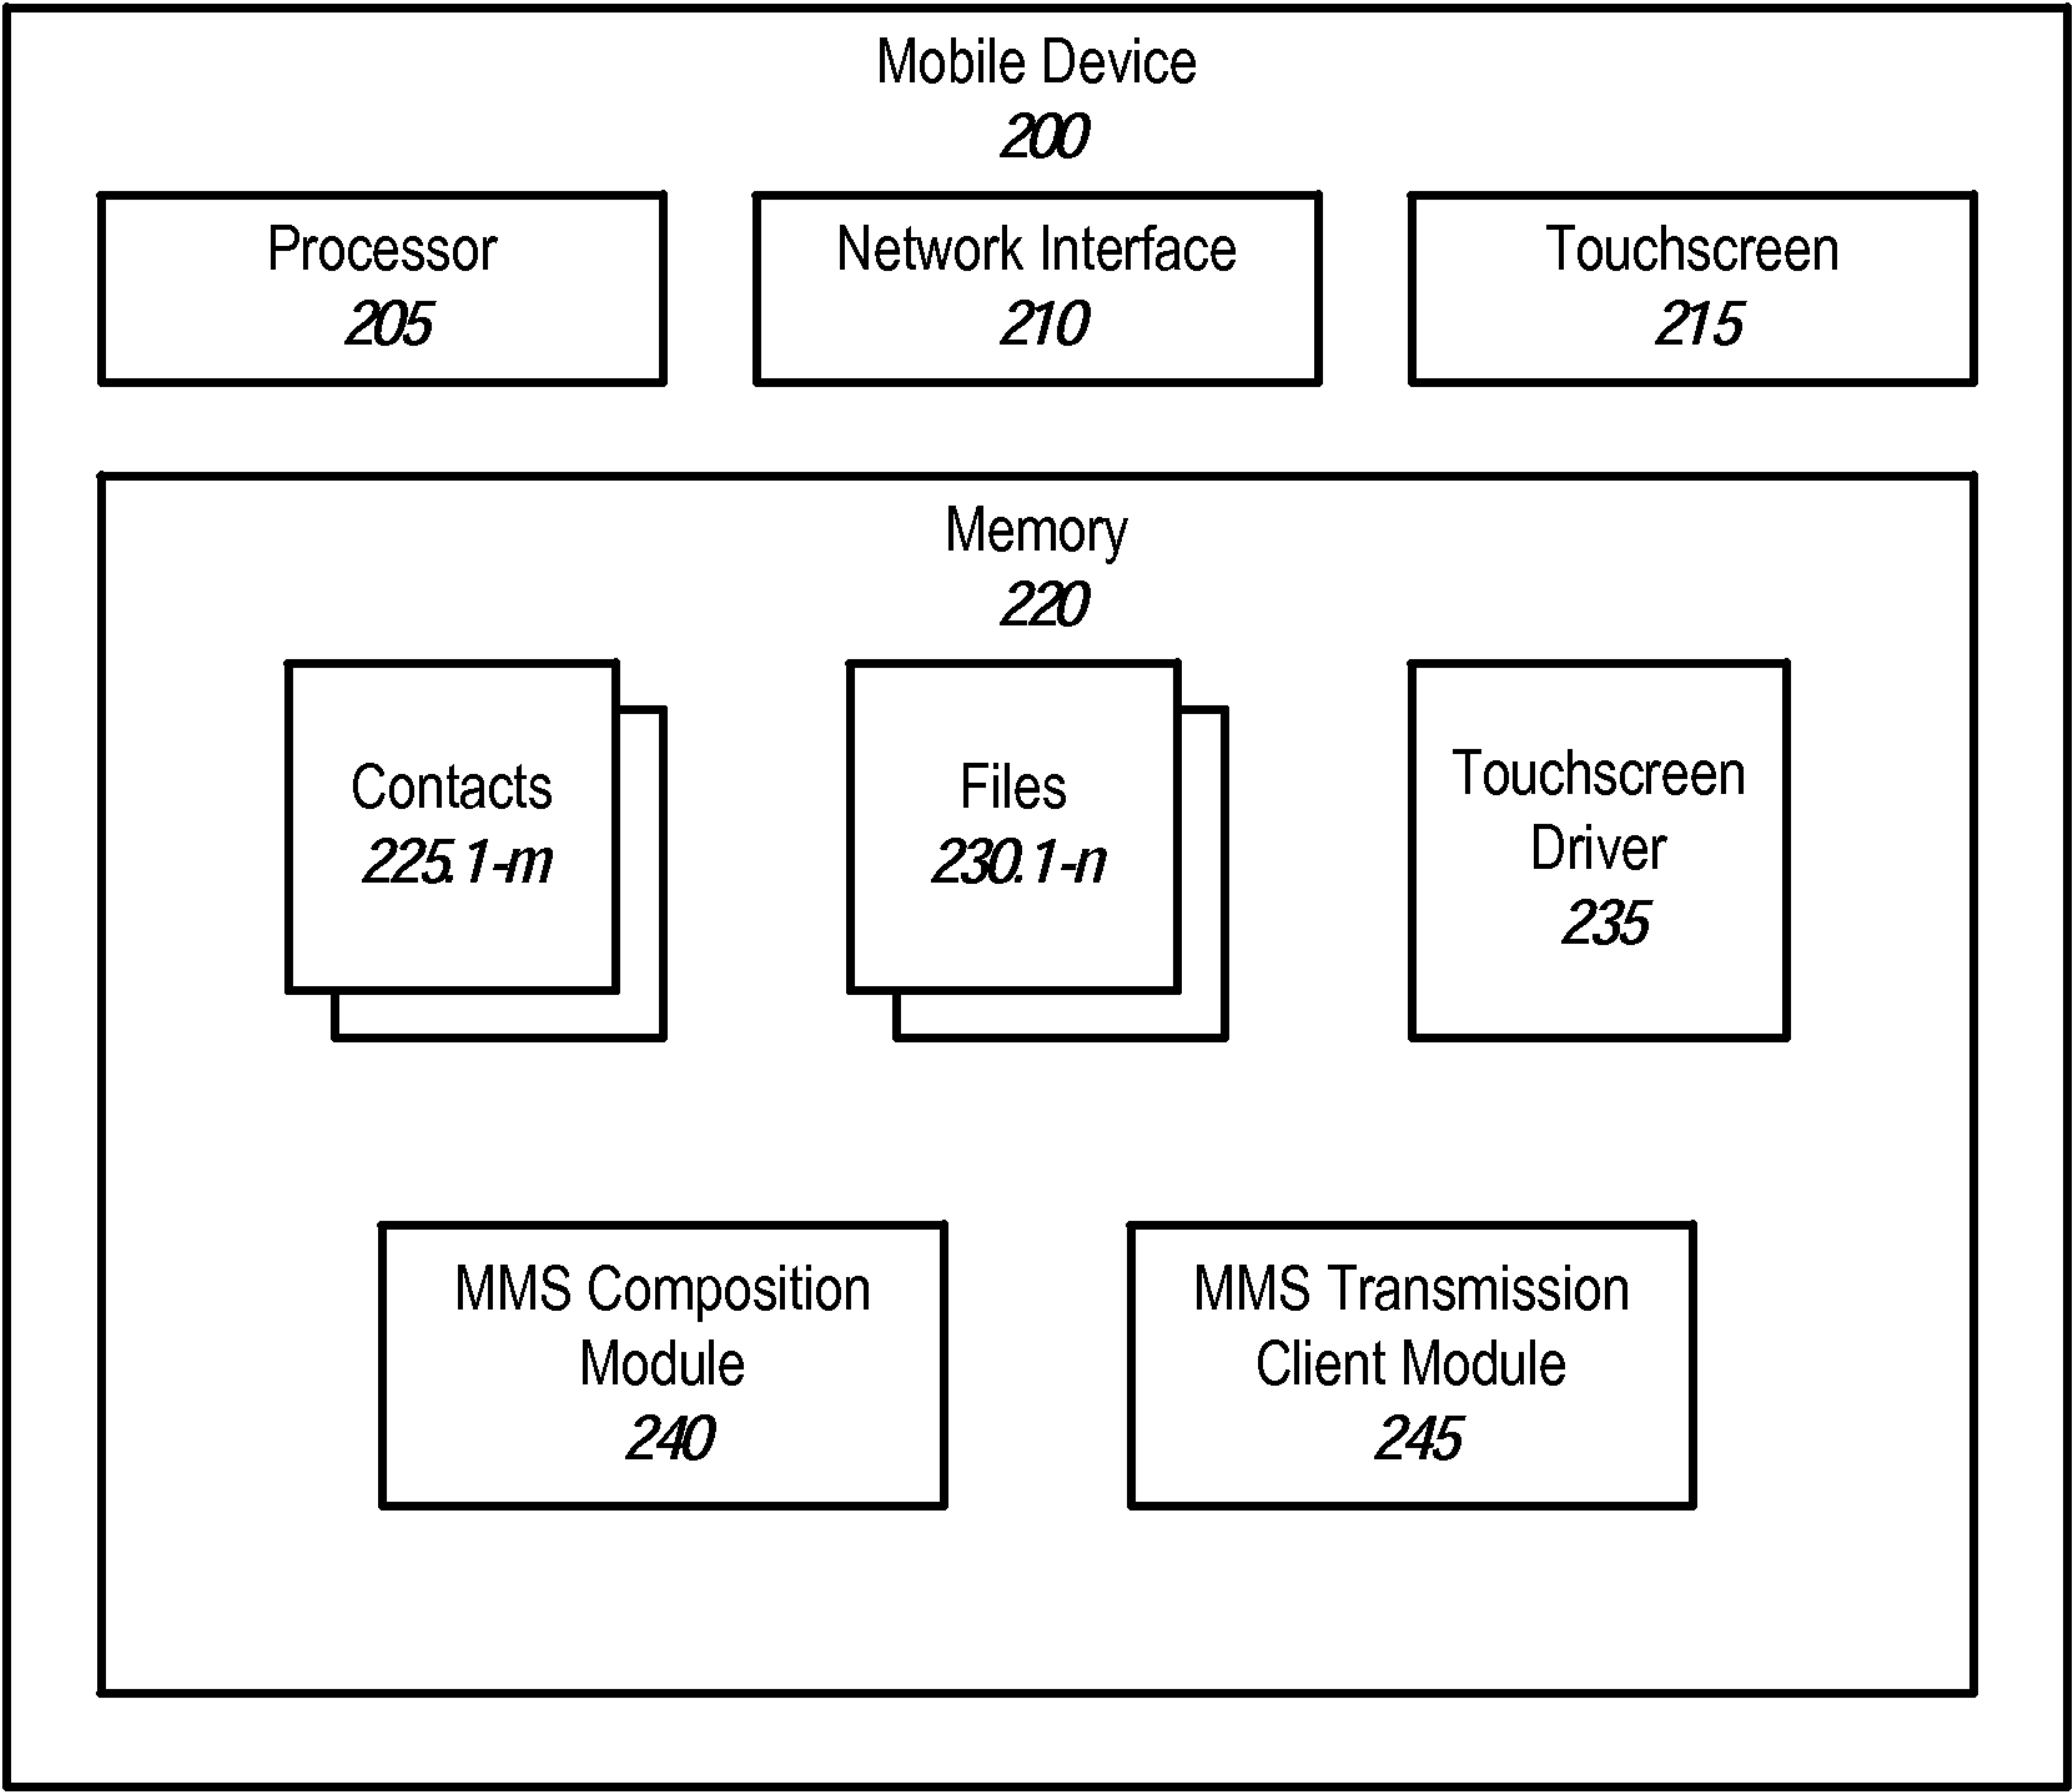 Mobile Device
200
Processor
205
Network Interface
210
Touchscreen
215
Memory
220
Contacts
225.1-m
Files
230.1-n
Touchscreen
Driver
235
MMS Composition
Module
240
MMS Transmission
Client Module
245